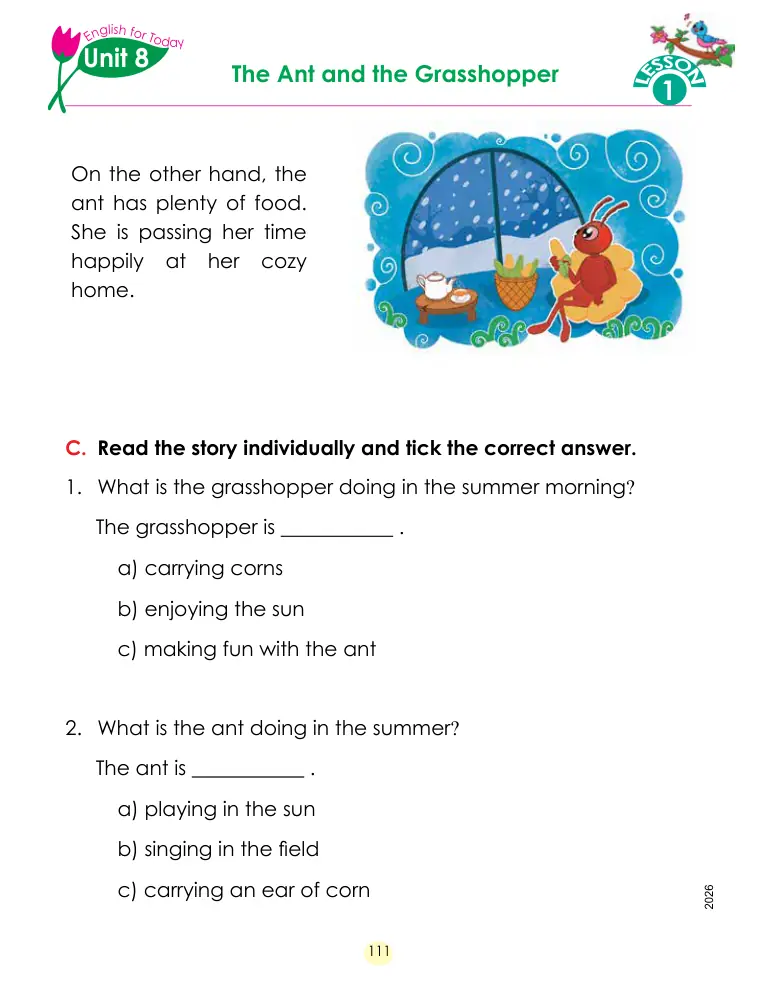 English for Today
Unit 8
The Ant and the Grasshopper
LESSON
1
On the other hand, the
ant has plenty of food.
She is passing her time
happily at her cozy
home.
C. Read the story individually and tick the correct answer.
1. What is the grasshopper doing in the summer morning?
The grasshopper is ___________ .
a) carrying corns
b) enjoying the sun
c) making fun with the ant
2. What is the ant doing in the summer?
The ant is ___________ .
a) playing in the sun
b) singing in the field
c) carrying an ear of corn
2026
111